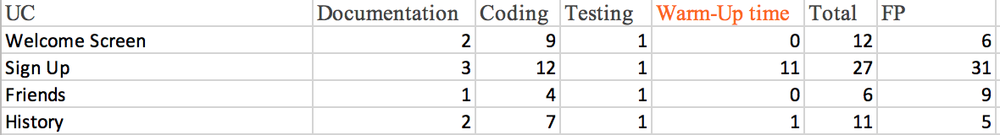 UC Documentation Coding Testing Warm-Up time Total FP
Welcome Screen 2 9 1 0 12 6
Sign Up 3 12 1 11 27 31
Friends 1 4 1 0 6 9
History 2 7 1 1 11 5